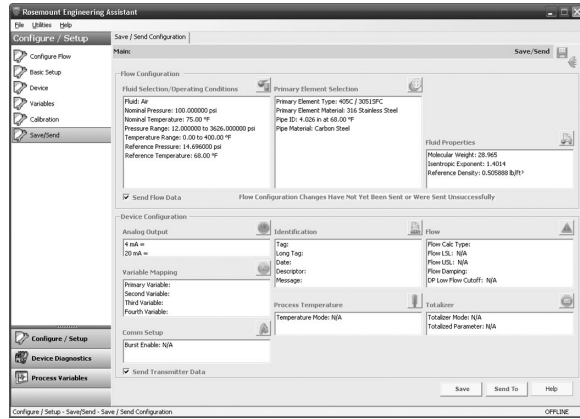 Rosemount Engineering Assistant
File Utilities Help
Configure / Setup
Configure Flow
Basic Setup
Device
Variables
Calibration
Save/Send
Configure / Setup
Device Diagnostics
Process Variables
Save / Send Configuration
Main:
Save/Send
Flow Configuration
Fluid Selection/Operating Conditions
Fluid: Air
Nominal Pressure: 100.000000 psi
Nominal Temperature: 75.00 °F
Pressure Range: 12.000000 to 3626.000000 psi
Temperature Range: 0.00 to 400.00 °F
Reference Pressure: 14.696000 psi
Reference Temperature: 68.00 °F
Primary Element Selection
Primary Element Type: 405C / 3051SFC
Primary Element Material: 316 Stainless Steel
Pipe ID: 4.026 in at 68.00 °F
Pipe Material: Carbon Steel
Fluid Properties
Molecular Weight: 28.965
Isentropic Exponent: 1.4014
Reference Density: 0.505888 lb/ft³
Send Flow Data
Flow Configuration Changes Have Not Yet Been Sent or Were Sent Unsuccessfully
Device Configuration
Analog Output
4 mA =
20 mA =
Variable Mapping
Primary Variable:
Second Variable:
Third Variable:
Fourth Variable:
Comm Setup
Burst Enable: N/A
Identification
Tag:
Long Tag:
Date:
Descriptor:
Message:
Process Temperature
Temperature Mode: N/A
Flow
Flow Calc Type:
Flow LSL: N/A
Flow USL: N/A
Flow Damping:
DP Low Flow Cutoff: N/A
Totalizer
Totalizer Mode: N/A
Totalized Parameter: N/A
Send Transmitter Data
Save
Send To
Help
Configure / Setup - Save/Send - Save / Send Configuration
OFFLINE